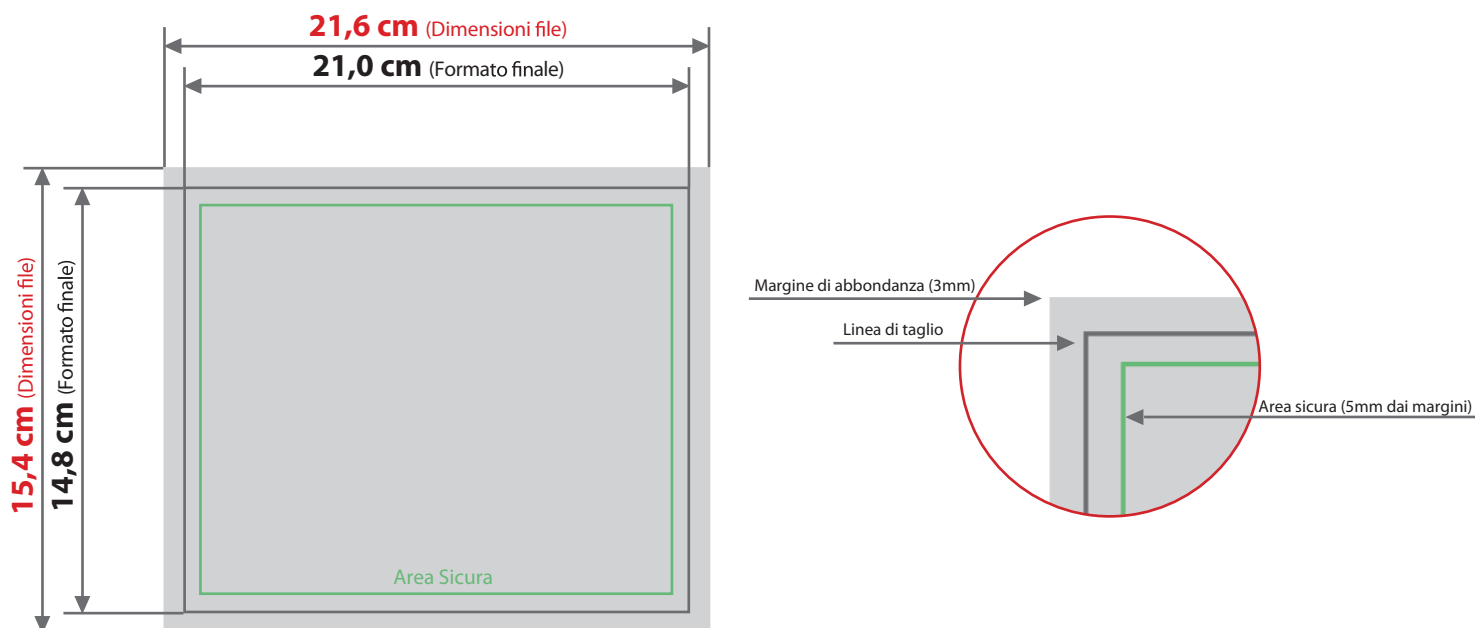 21,6 cm (Dimensioni file)
21,0 cm (Formato finale)
15,4 cm (Dimensioni file)
14,8 cm (Formato finale)
Area Sicura
Margine di abbondanza (3mm)
Linea di taglio
Area sicura (5mm dai margini)